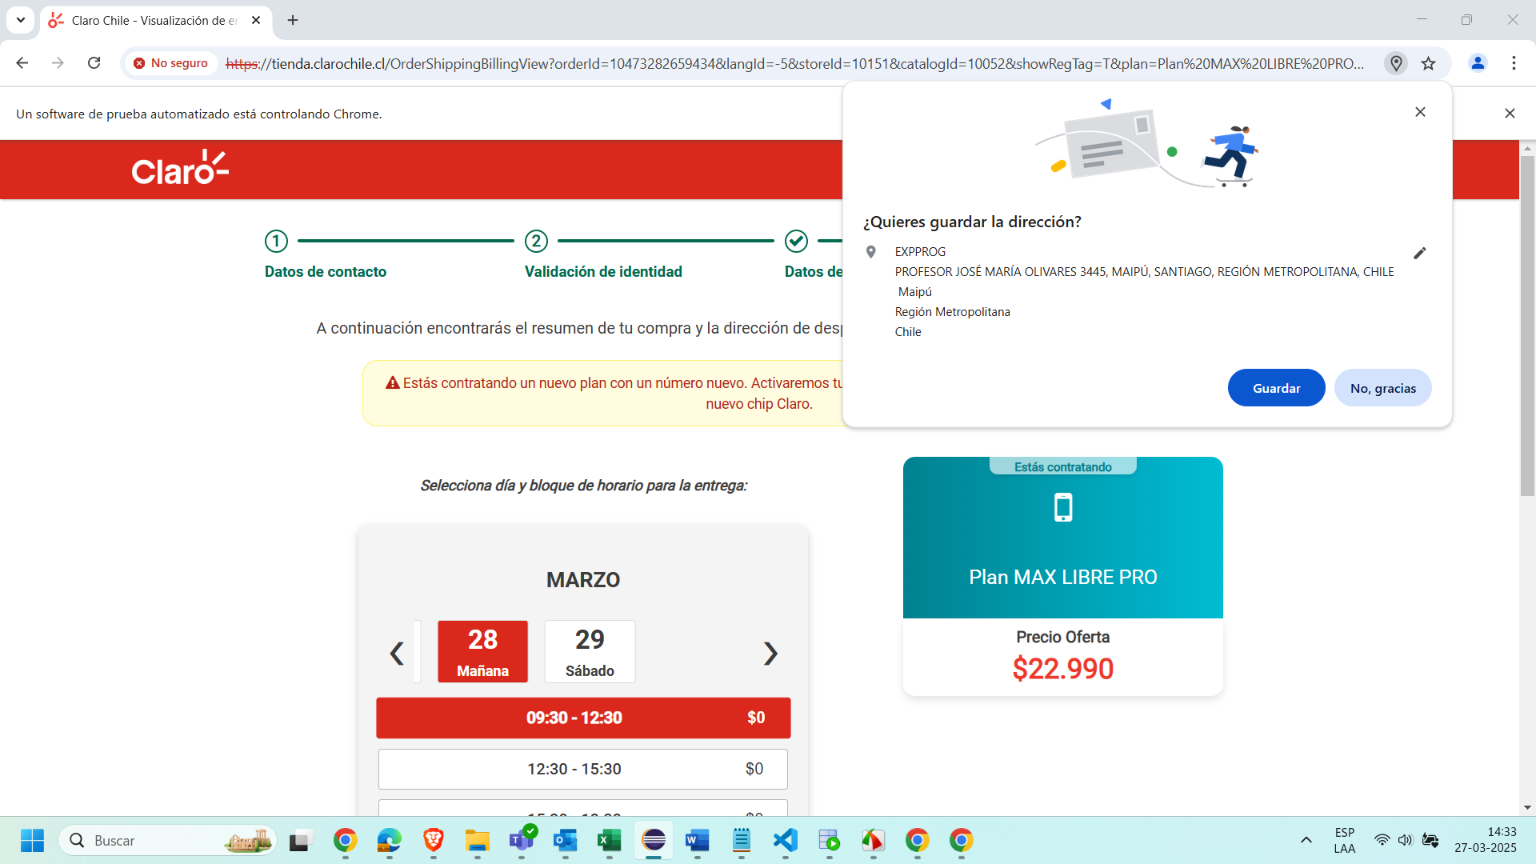 Claro Chile - Visualización de e
No seguro
https://tienda.clarochile.cl/OrderShippingBillingView?orderId=10473282659434&langId=-5&storeId=10151&catalogId=10052&showRegTag=T&plan=Plan%20MAX%20LIBRE%20PRO...
Un software de prueba automatizado está controlando Chrome.
Claro
¿Quieres guardar la dirección?
EXPPROG
PROFESOR JOSÉ MARÍA OLIVARES 3445, MAIPÚ, SANTIAGO, REGIÓN METROPOLITANA, CHILE
Maipú
Región Metropolitana
Chile
Guardar
No, gracias
1
2
Datos de contacto
Validación de identidad
Datos de
A continuación encontrarás el resumen de tu compra y la dirección de des
Estás contratando un nuevo plan con un número nuevo. Activaremos tu
nuevo chip Claro.
Selecciona día y bloque de horario para la entrega:
MARZO
28
Mañana
29
Sábado
09:30 - 12:30 $0
12:30 - 15:30 $0
Estás contratando
Plan MAX LIBRE PRO
Precio Oferta
$22.990
Buscar
ESP
LAA
14:33
27-03-2025